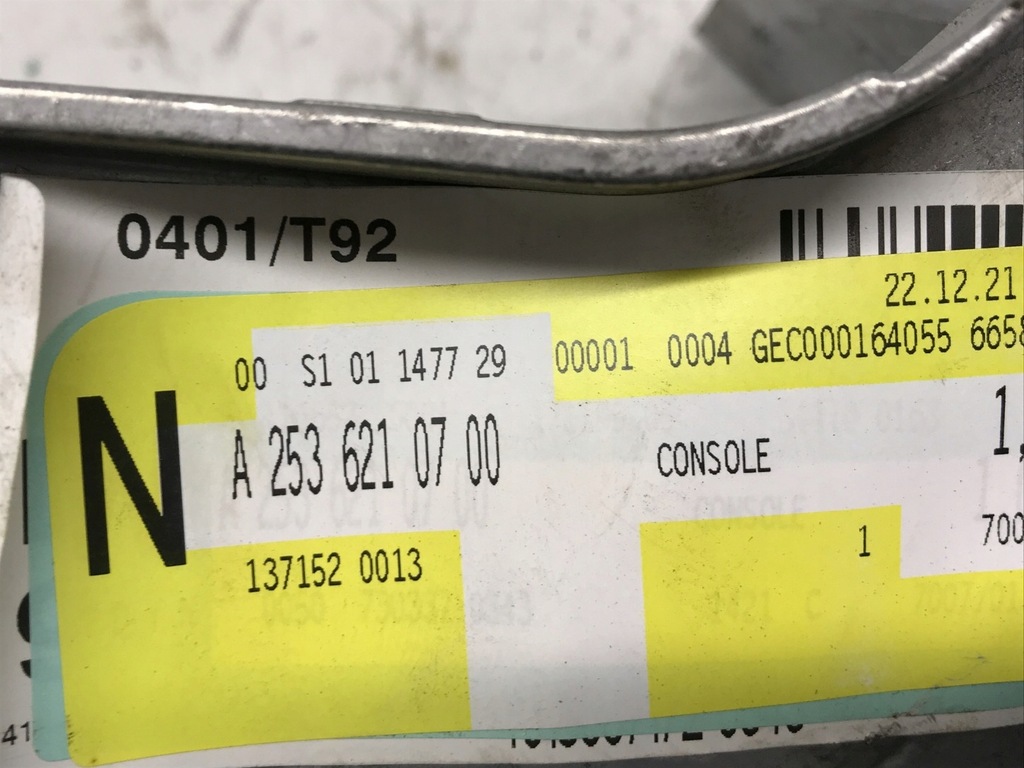 0401/T92
22.12.21
00 S1 01 1477 29 00001 0004 GEC000164055
N
A 253 621 07 00 CONSOLE
1
137152 0013